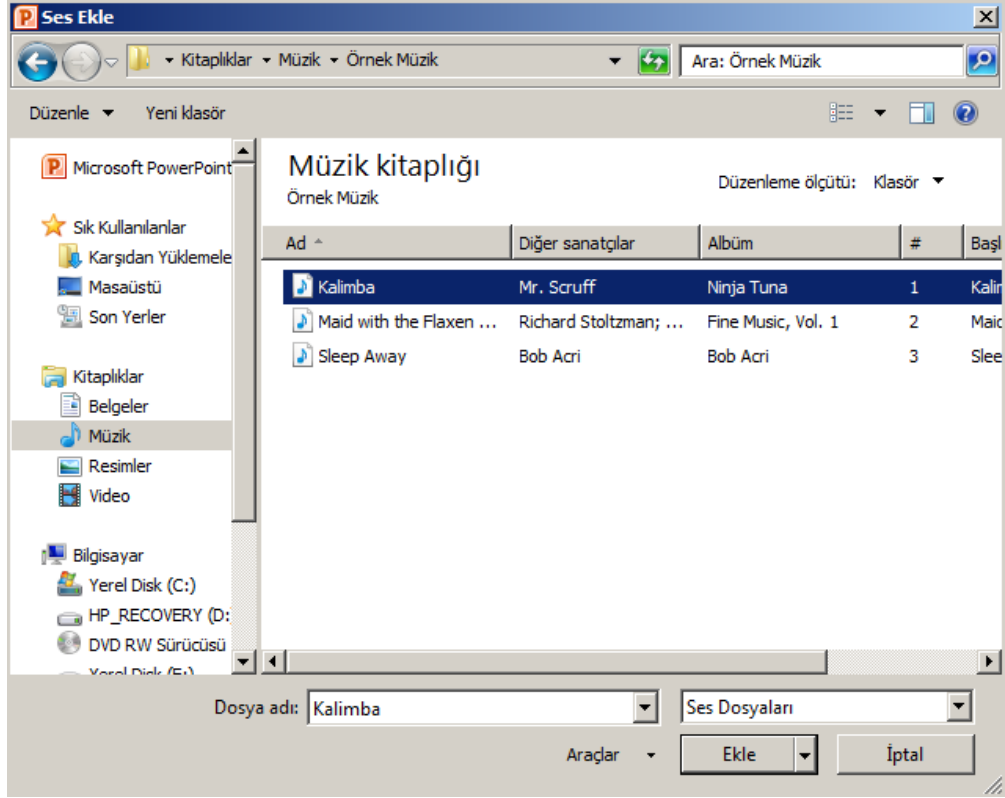 Ses Ekle
Kitaplıklar Müzik Örnek Müzik Ara: Örnek Müzik
Düzenle Yeni klasör
Microsoft PowerPoint
Sık Kullanılanlar
Karşıdan Yüklemele
Masaüstü
Son Yerler
Kitaplıklar
Belgeler
Müzik
Resimler
Video
Bilgisayar
Yerel Disk (C:)
HP_RECOVERY (D:
DVD RW Sürücüsü
Yerel Disk (E:)
Müzik kitaplığı
Örnek Müzik
Düzenleme ölçütü: Klasör
Ad Diğer sanatçılar Albüm # Başl
Kalimba Mr. Scruff Ninja Tuna 1 Kalin
Maid with the Flaxen ... Richard Stoltzman; ... Fine Music, Vol. 1 2 Maid
Sleep Away Bob Acri Bob Acri 3 Slee
Dosya adı: Kalimba Ses Dosyaları
Araçlar Ekle İptal